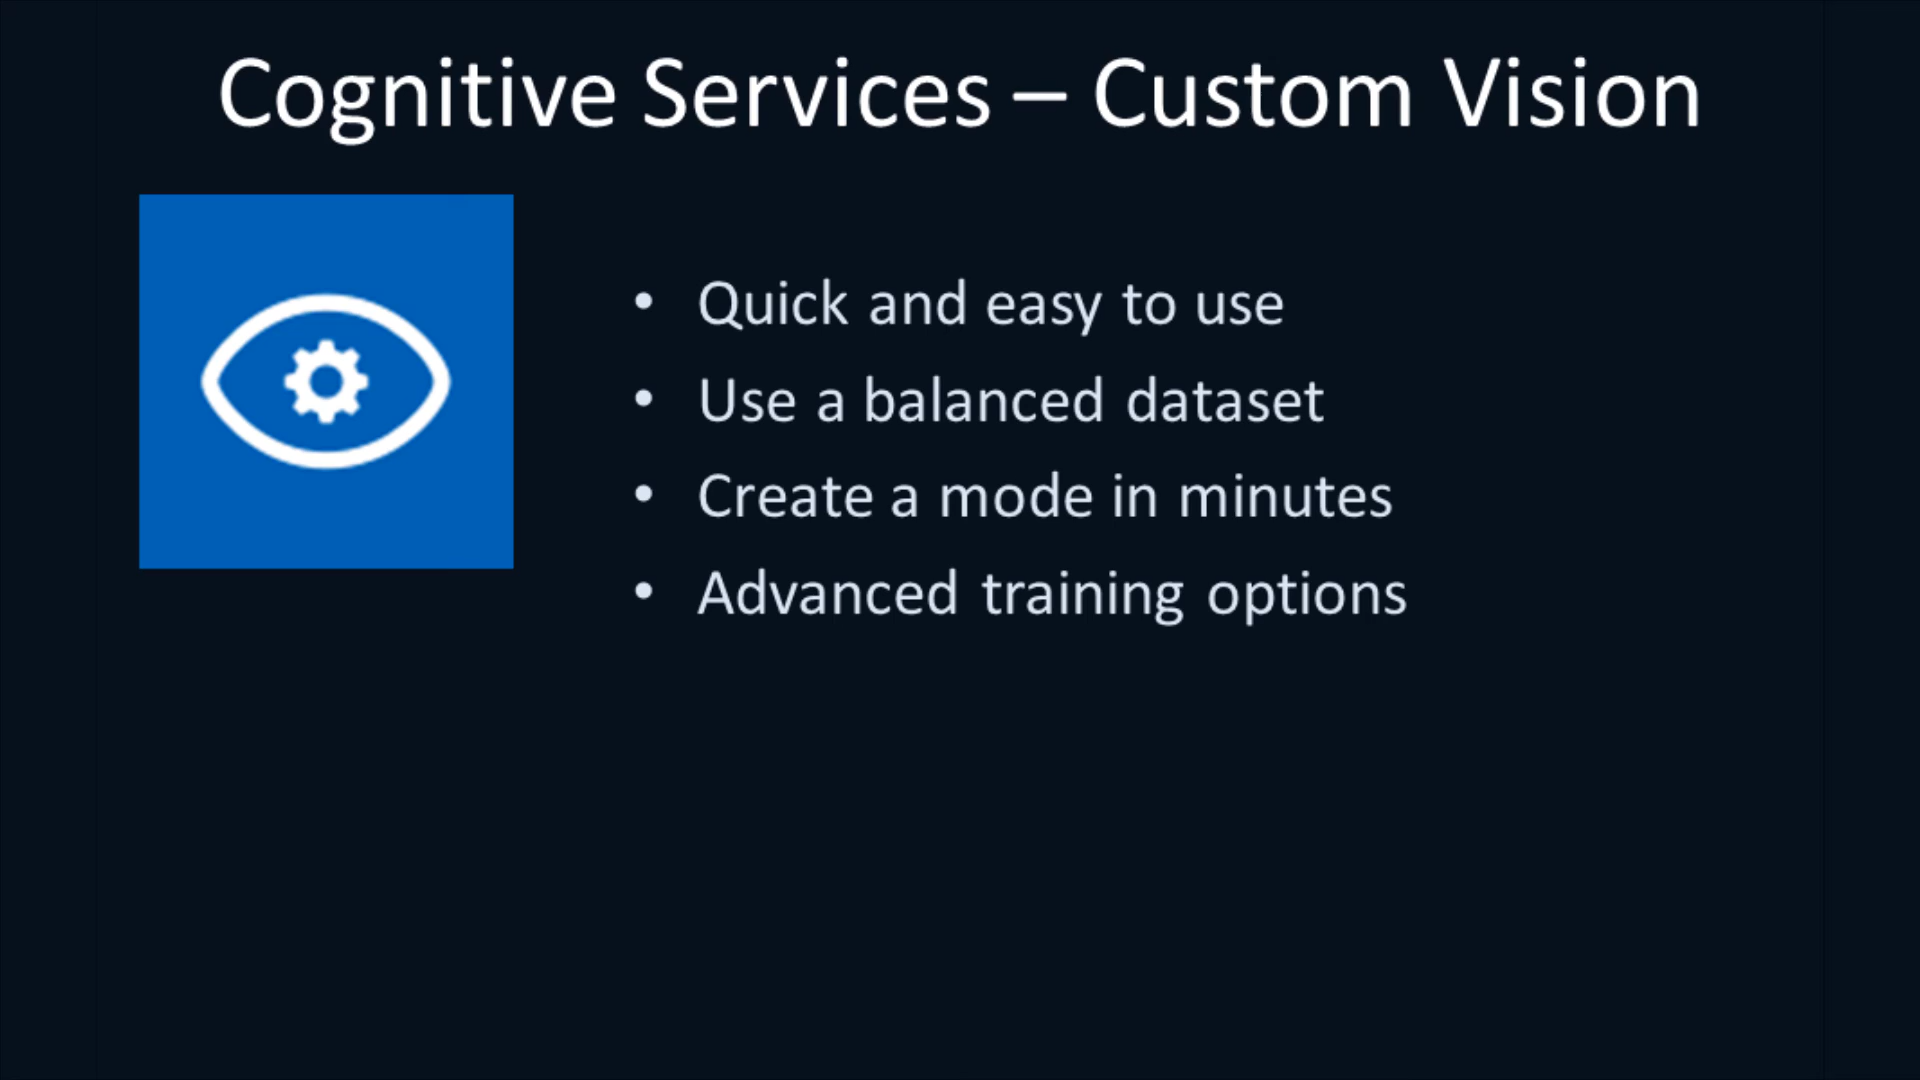 Cognitive Services – Custom Vision
• Quick and easy to use
• Use a balanced dataset
• Create a mode in minutes
• Advanced training options